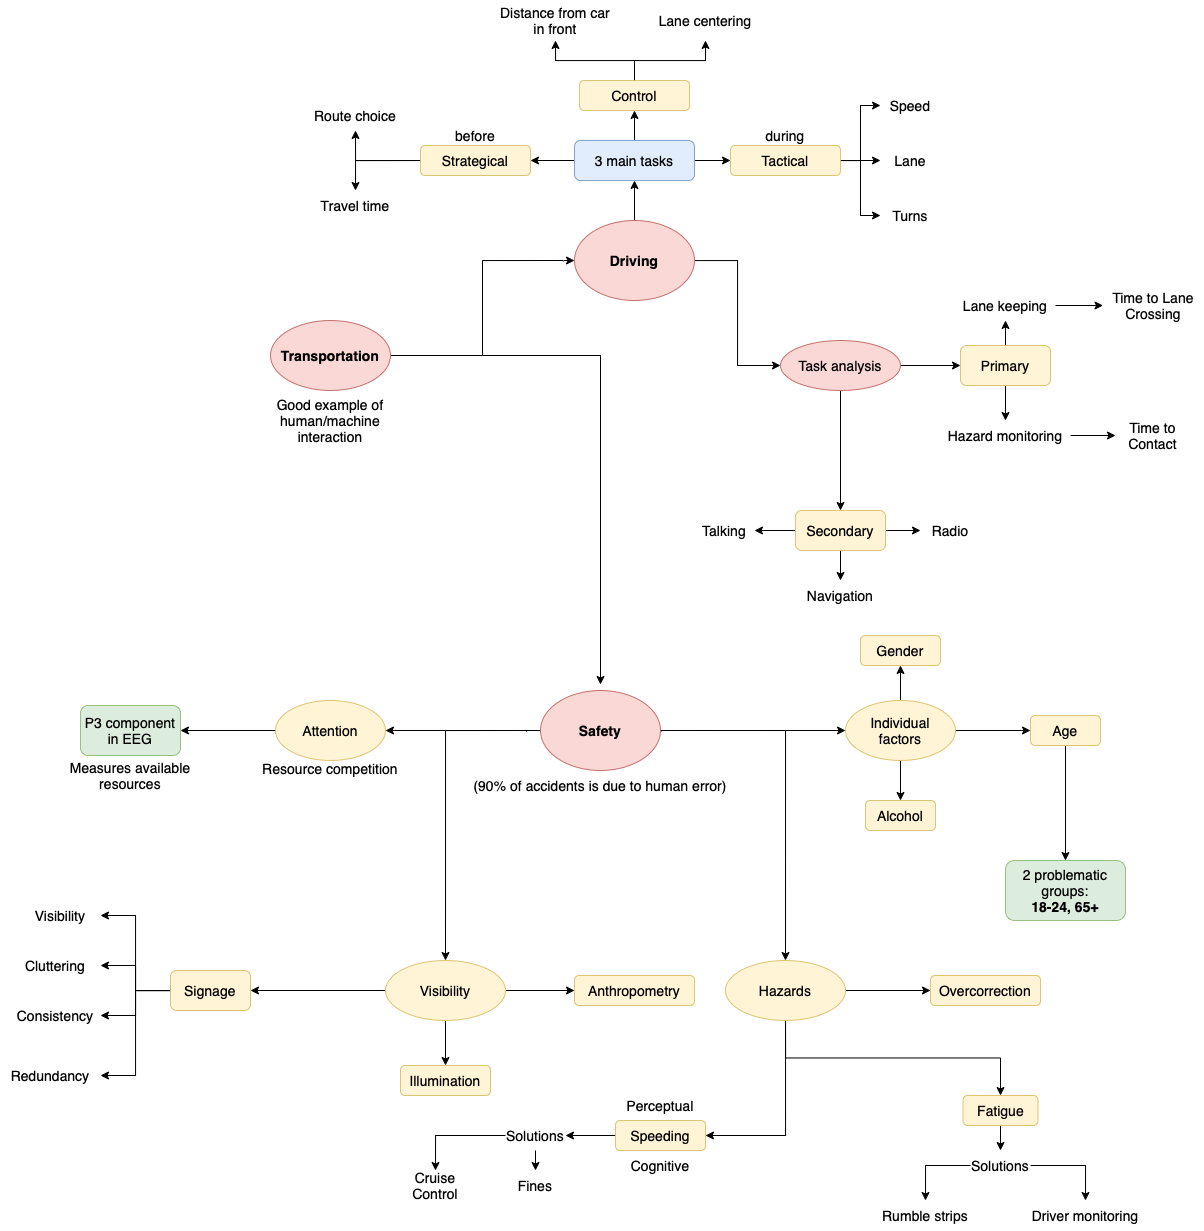 Distance from car
in front
Lane centering
Control
Route choice
before
Strategical
3 main tasks
during
Tactical
Speed
Lane
Turns
Travel time
Driving
Transportation
Good example of
human/machine
interaction
Task analysis
Primary
Lane keeping
Time to Lane
Crossing
Hazard monitoring
Time to
Contact
Talking
Secondary
Radio
Navigation
Gender
P3 component
in EEG
Measures available
resources
Attention
Resource competition
Safety
(90% of accidents is due to human error)
Individual
factors
Age
Alcohol
2 problematic
groups:
18-24, 65+
Visibility
Cluttering
Consistency
Redundancy
Signage
Visibility
Anthropometry
Illumination
Hazards
Overcorrection
Perceptual
Speeding
Cognitive
Solutions
Cruise
Control
Fines
Fatigue
Solutions
Rumble strips
Driver monitoring